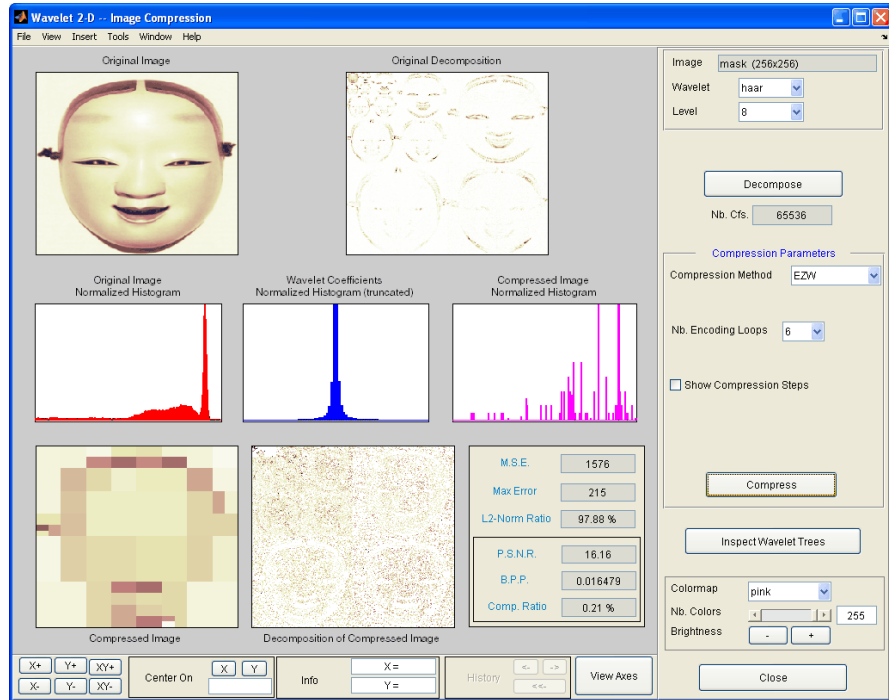 Wavelet 2-D -- Image Compression
File View Insert Tools Window Help
Original Image
Original Decomposition
Original Image
Normalized Histogram
Wavelet Coefficients
Normalized Histogram (truncated)
Compressed Image
Normalized Histogram
Compressed Image
Decomposition of Compressed Image
M.S.E. 1576
Max Error 215
L2-Norm Ratio 97.88 %
P.S.N.R. 16.16
B.P.P. 0.016479
Comp. Ratio 0.21 %
Image mask (256x256)
Wavelet haar
Level 8
Decompose
Nb. Cfs. 65536
Compression Parameters
Compression Method EZW
Nb. Encoding Loops 6
Show Compression Steps
Compress
Inspect Wavelet Trees
Colormap pink
Nb. Colors 255
Brightness - +
Close
X+ Y+ XY+
X- Y- XY-
Center On X Y
Info X =
Y =
History <- ->
<<-
View Axes